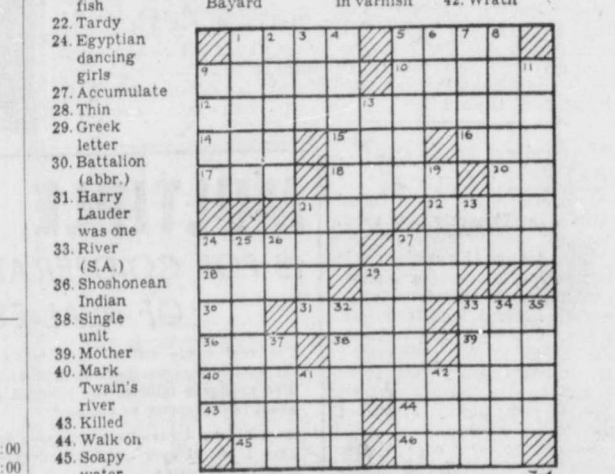 fish
Bayard
in varnish
42. Wrath
22. Tardy
24. Egyptian
dancing
girls
27. Accumulate
28. Thin
29. Greek
letter
30. Battalion
(abbr.)
31. Harry
Lauder
was one
33. River
(S.A.)
36. Shoshonean
Indian
38. Single
unit
39. Mother
40. Mark
Twain's
river
43. Killed
44. Walk on
45. Soapy
water
1 2 3 4 5 6 7 8
9 10 11
12 13
14 15 16
17 18 19 20
21 22 23
24 25 26 27
28 29
30 31 32 33 34 35
36 37 38 39
40 41 42
43 44
45 46
:00
:00